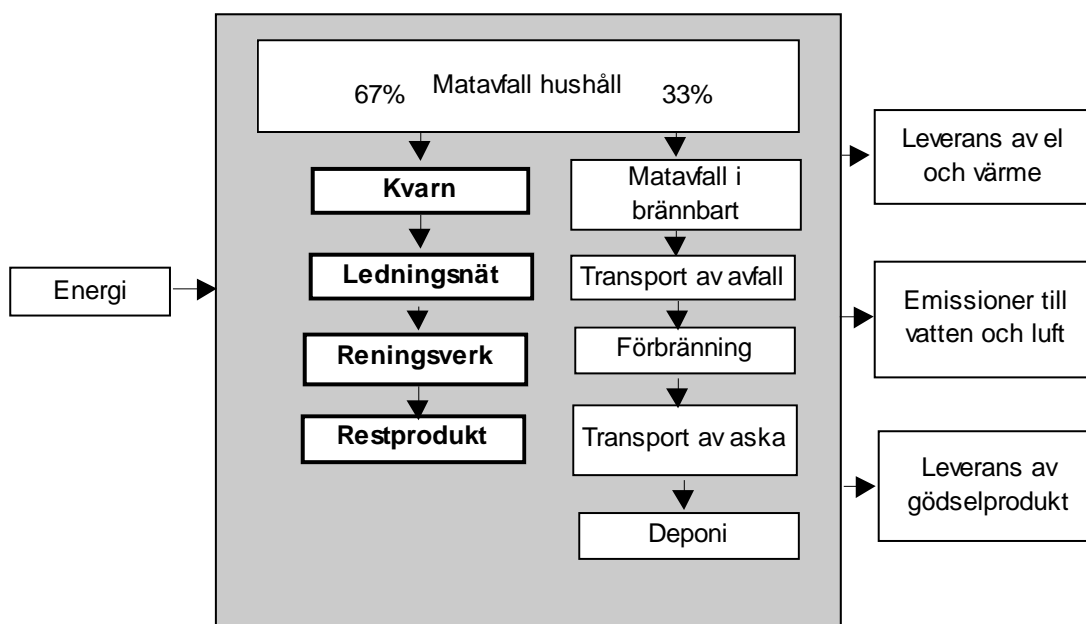 Matavfall hushåll
67%
33%
Kvarn
Ledningsnät
Reningsverk
Restprodukt
Matavfall i
brännbart
Transport av avfall
Förbränning
Transport av aska
Deponi
Energi
Leverans av el
och värme
Emissioner till
vatten och luft
Leverans av
gödselprodukt